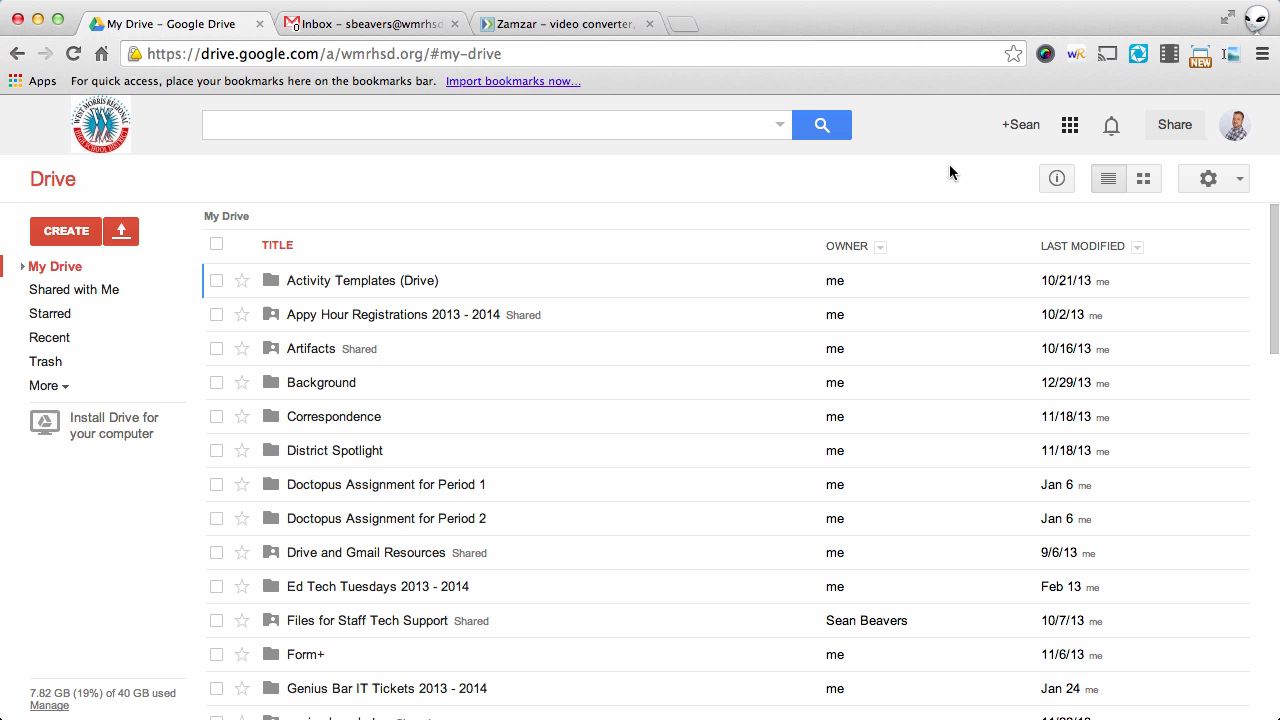 My Drive – Google Drive
Inbox – sbeavers@wmrhsd
Zamzar – video converter,
https://drive.google.com/a/wmrhsd.org/#my-drive
NEW
Apps For quick access, place your bookmarks here on the bookmarks bar. Import bookmarks now...
WEST MORRIS REGIONAL
HIGH SCHOOL DISTRICT
+Sean
Share
Drive
CREATE
My Drive
Shared with Me
Starred
Recent
Trash
More
Install Drive for
your computer
7.82 GB (19%) of 40 GB used
Manage
My Drive
TITLE OWNER LAST MODIFIED
Activity Templates (Drive) me 10/21/13 me
Appy Hour Registrations 2013 - 2014 Shared me 10/2/13 me
Artifacts Shared me 10/16/13 me
Background me 12/29/13 me
Correspondence me 11/18/13 me
District Spotlight me 11/18/13 me
Doctopus Assignment for Period 1 me Jan 6 me
Doctopus Assignment for Period 2 me Jan 6 me
Drive and Gmail Resources Shared me 9/6/13 me
Ed Tech Tuesdays 2013 - 2014 me Feb 13 me
Files for Staff Tech Support Shared Sean Beavers 10/7/13 me
Form+ me 11/6/13 me
Genius Bar IT Tickets 2013 - 2014 me Jan 24 me